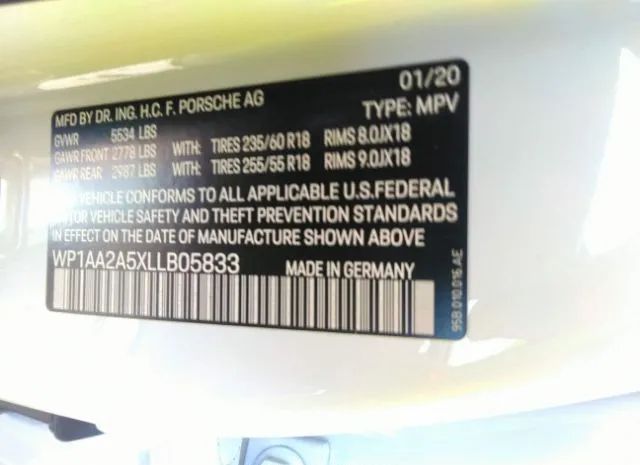 MFD BY DR. ING. H.C. F. PORSCHE AG 01/20
GVWR 5534 LBS TYPE: MPV
GAWR FRONT 2778 LBS WITH: TIRES 235/60 R18 RIMS 8.0JX18
GAWR REAR 2987 LBS WITH: TIRES 255/55 R18 RIMS 9.0JX18
VEHICLE CONFORMS TO ALL APPLICABLE U.S.FEDERAL
VEHICLE SAFETY AND THEFT PREVENTION STANDARDS
IN EFFECT ON THE DATE OF MANUFACTURE SHOWN ABOVE
WP1AA2A5XLLB05833 MADE IN GERMANY
95B.010.016.AE